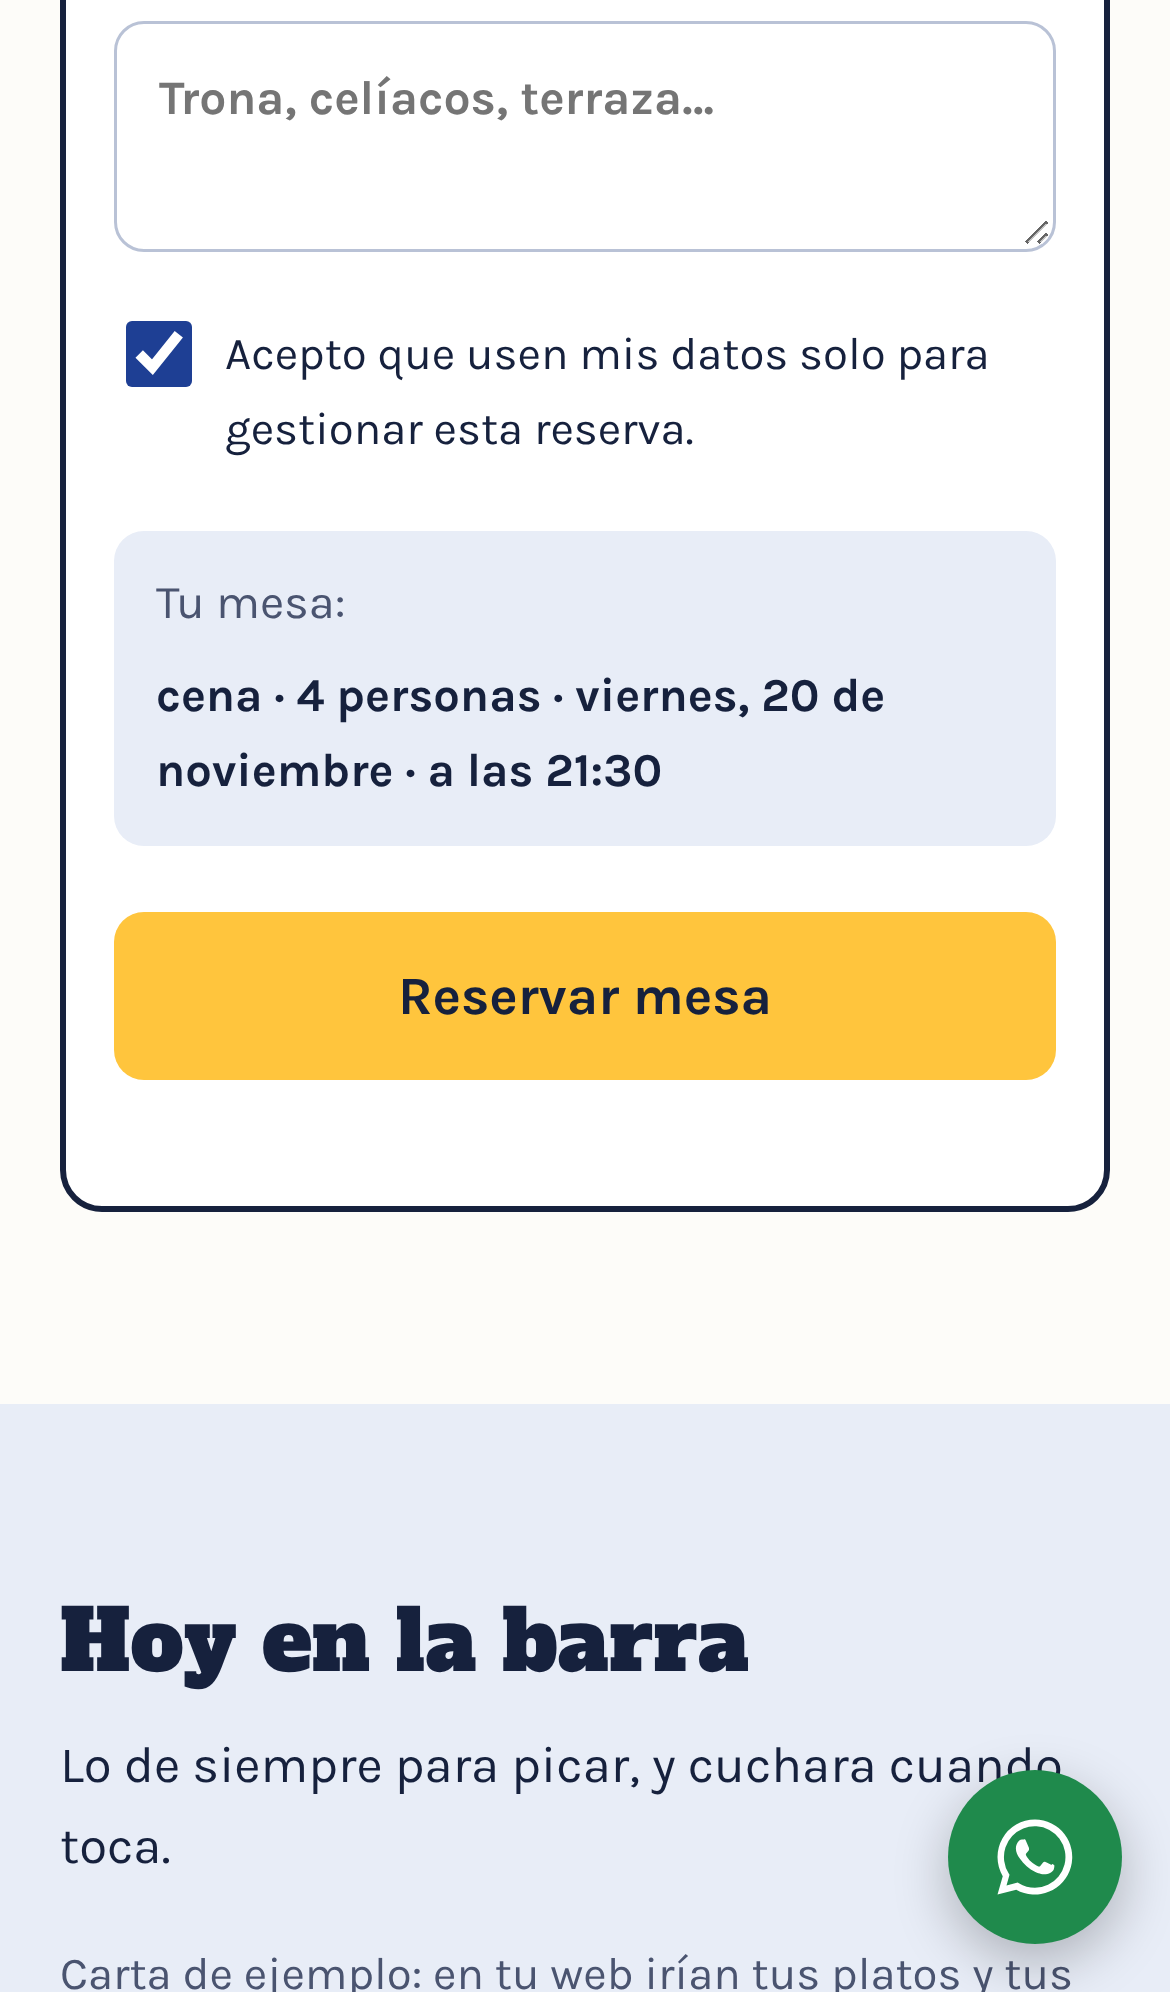 Trona, celíacos, terraza...
Acepto que usen mis datos solo para
gestionar esta reserva.
Tu mesa:
cena · 4 personas · viernes, 20 de
noviembre · a las 21:30
Reservar mesa
Hoy en la barra
Lo de siempre para picar, y cuchara cuando
toca.
Carta de ejemplo: en tu web irían tus platos y tus